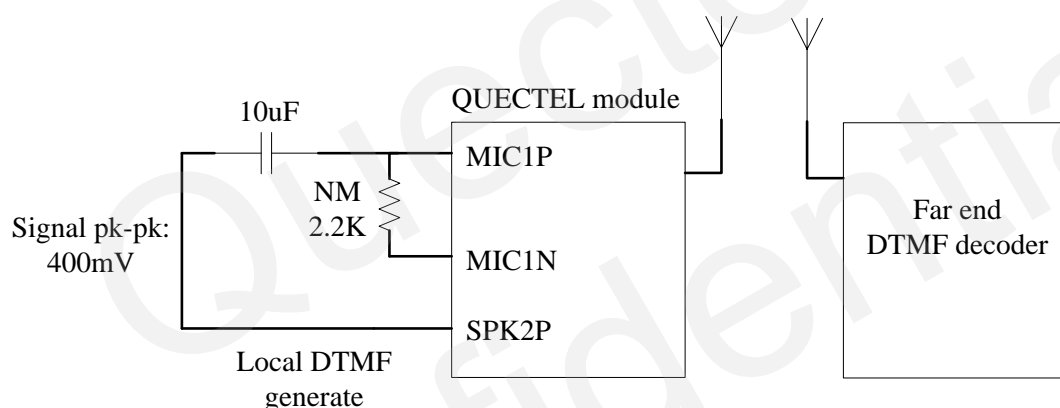 QUECTEL module
10uF
MIC1P
NM
2.2K
Signal pk-pk:
400mV
MIC1N
SPK2P
Local DTMF
generate
Far end
DTMF decoder